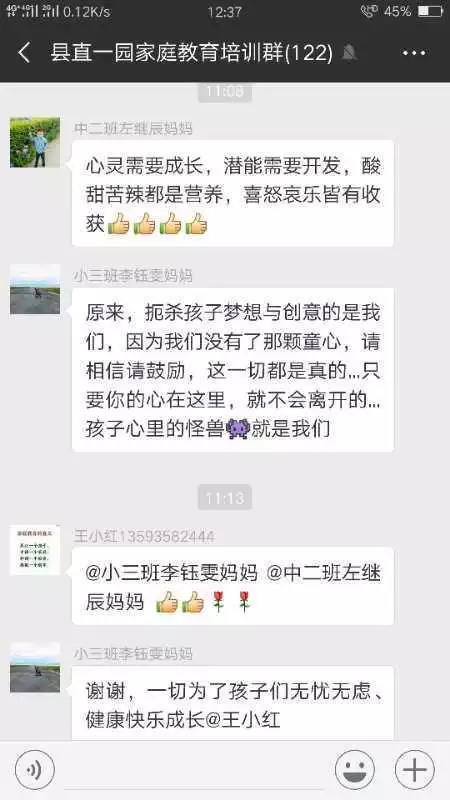 4G 4G 2G 0.12K/s 12:37 HD 45%
县直一园家庭教育培训群(122)
11:08
中二班左继辰妈妈
心灵需要成长，潜能需要开发，酸
甜苦辣都是营养，喜怒哀乐皆有收
获👍👍👍👍
小三班李钰雯妈妈
原来，扼杀孩子梦想与创意的是我
们，因为我们没有了那颗童心，请
相信请鼓励，这一切都是真的...只
要你的心在这里，就不会离开的...
孩子心里的怪兽👾就是我们
11:13
王小红13593582444
@小三班李钰雯妈妈 @中二班左继
辰妈妈 👍👍🌹🌹
小三班李钰雯妈妈
谢谢，一切为了孩子们无忧无虑、
健康快乐成长@王小红